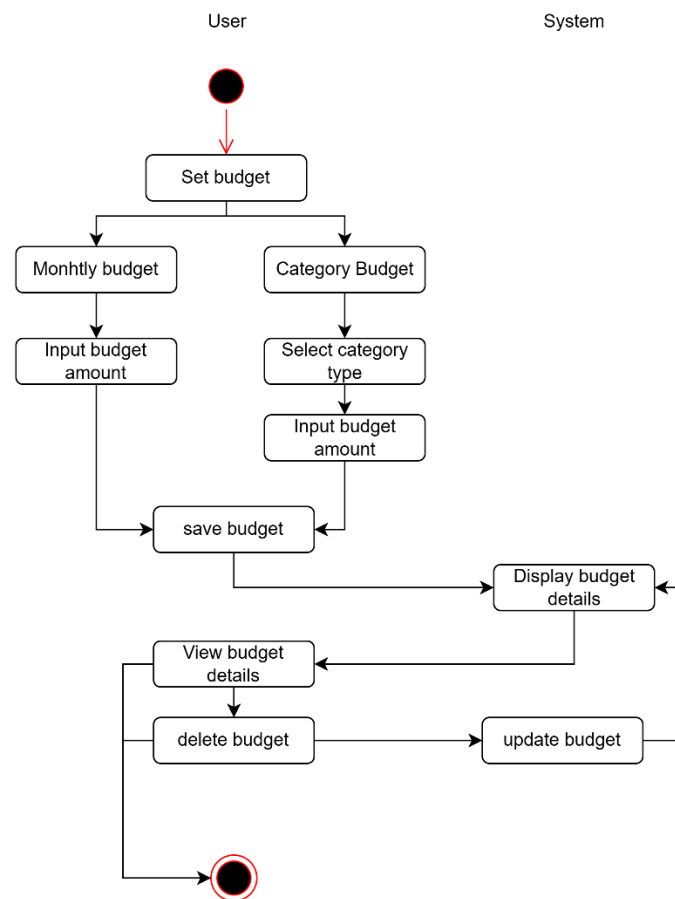 User
System
Set budget
Monhtly budget
Category Budget
Input budget
amount
Select category
type
Input budget
amount
save budget
Display budget
details
View budget
details
delete budget
update budget